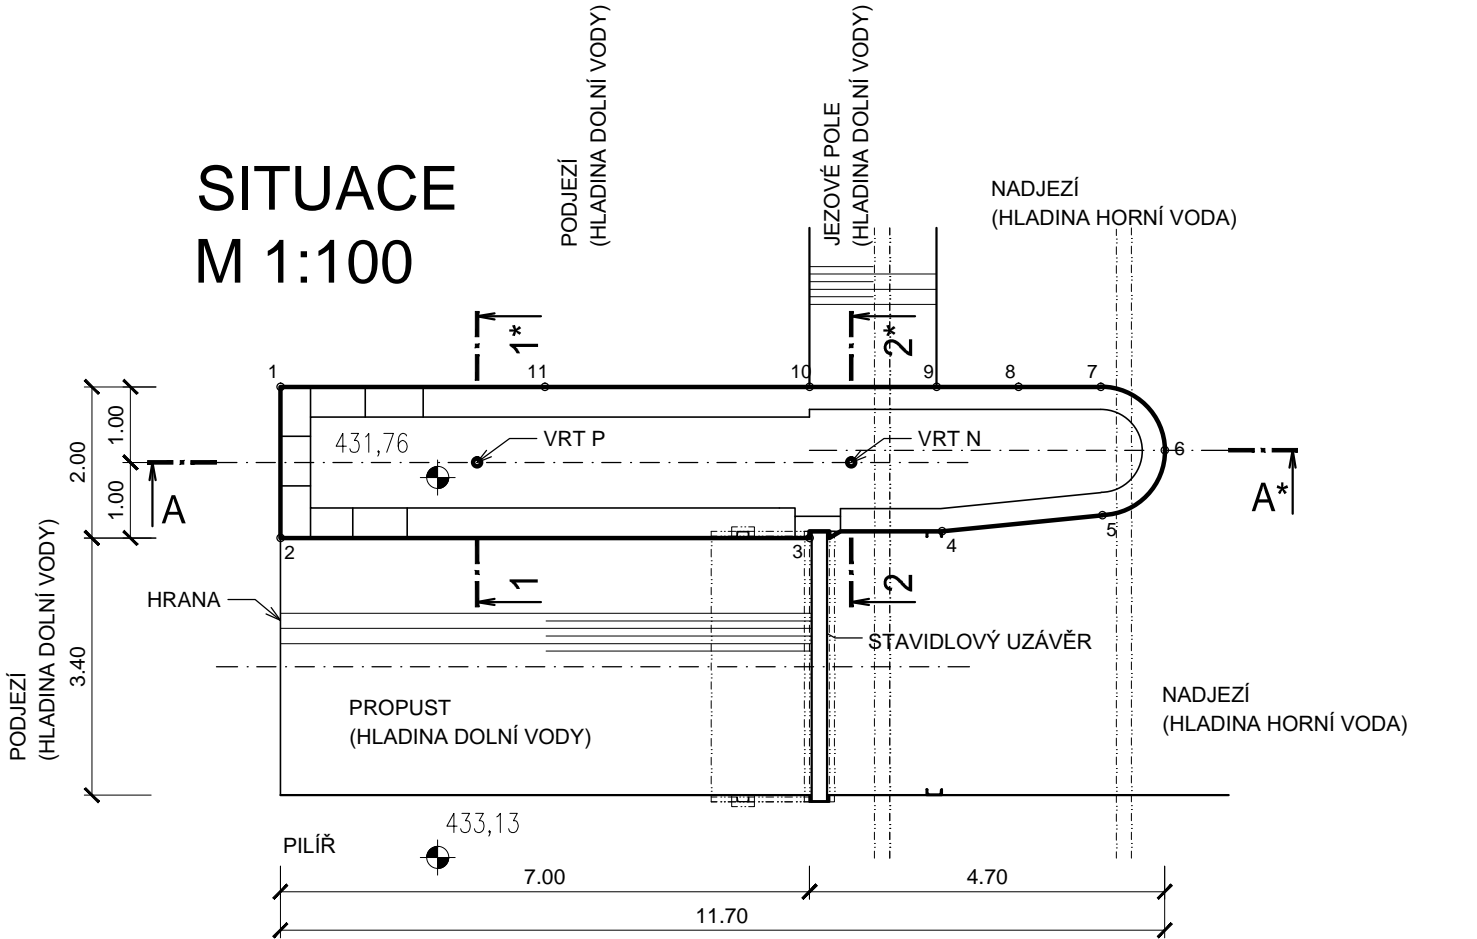 SITUACE
M 1:100
PODJEZÍ
(HLADINA DOLNÍ VODY)
JEZOVÉ POLE
(HLADINA DOLNÍ VODY)
NADJEZÍ
(HLADINA HORNÍ VODA)
1*
2*
1
11
10
9
8
7
1.00
2.00
1.00
431,76
VRT P
VRT N
6
A
A*
2
3
4
5
1
2
HRANA
STAVIDLOVÝ UZÁVĚR
PODJEZÍ
(HLADINA DOLNÍ VODY)
3.40
PROPUST
(HLADINA DOLNÍ VODY)
NADJEZÍ
(HLADINA HORNÍ VODA)
433,13
PILÍŘ
7.00
4.70
11.70